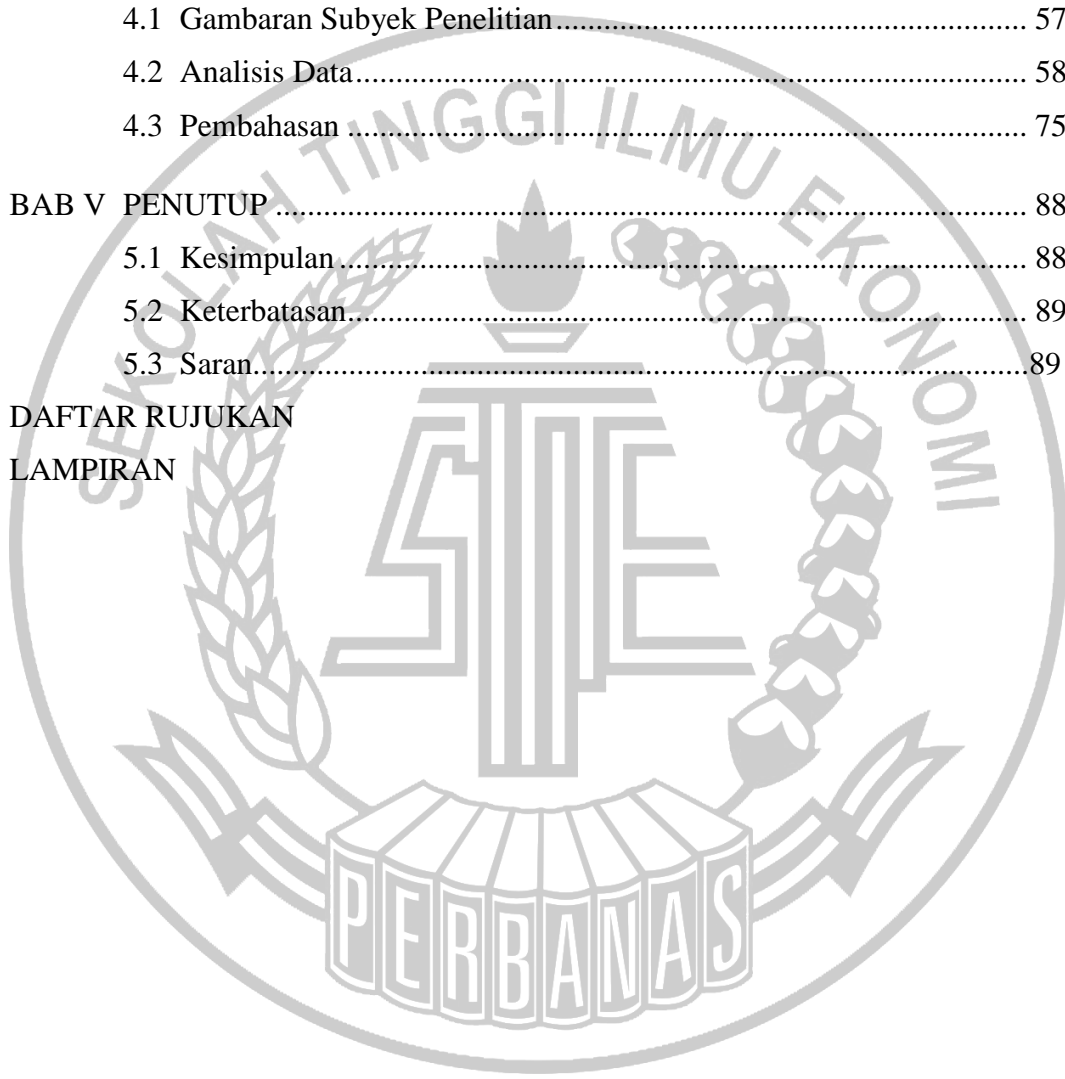 4.1 Gambaran Subyek Penelitian ........ 57
4.2 Analisis Data ........ 58
4.3 Pembahasan ........ 75
BAB V PENUTUP ........ 88
5.1 Kesimpulan ........ 88
5.2 Keterbatasan ........ 89
5.3 Saran ........ 89
DAFTAR RUJUKAN
LAMPIRAN
SEKOLAH TINGGI ILMU EKONOMI
STIE
PERBANAS